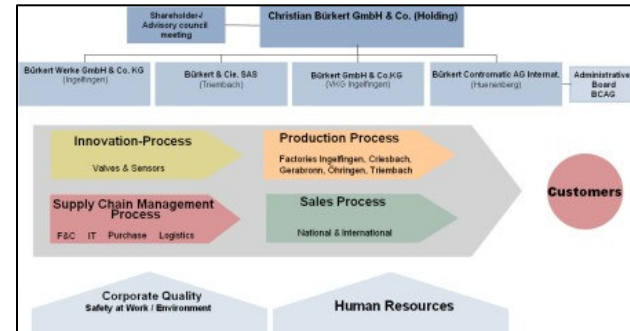 Shareholder-/
Advisory council
meeting
Christian Bürkert GmbH & Co. (Holding)
Bürkert Werke GmbH & Co. KG
(Ingelfingen)
Bürkert & Cie. SAS
(Triembach)
Bürkert GmbH & Co.KG
(VKG Ingelfingen)
Bürkert Contromatic AG Internat.
(Huenenberg)
Administrative
Board
BCAG
Innovation-Process
Valves & Sensors
Production Process
Factories Ingelfingen, Criesbach,
Gerabronn, Öhringen, Triembach
Customers
Supply Chain Management
Process
F&C IT Purchase Logistics
Sales Process
National & International
Corporate Quality
Safety at Work / Environment
Human Resources